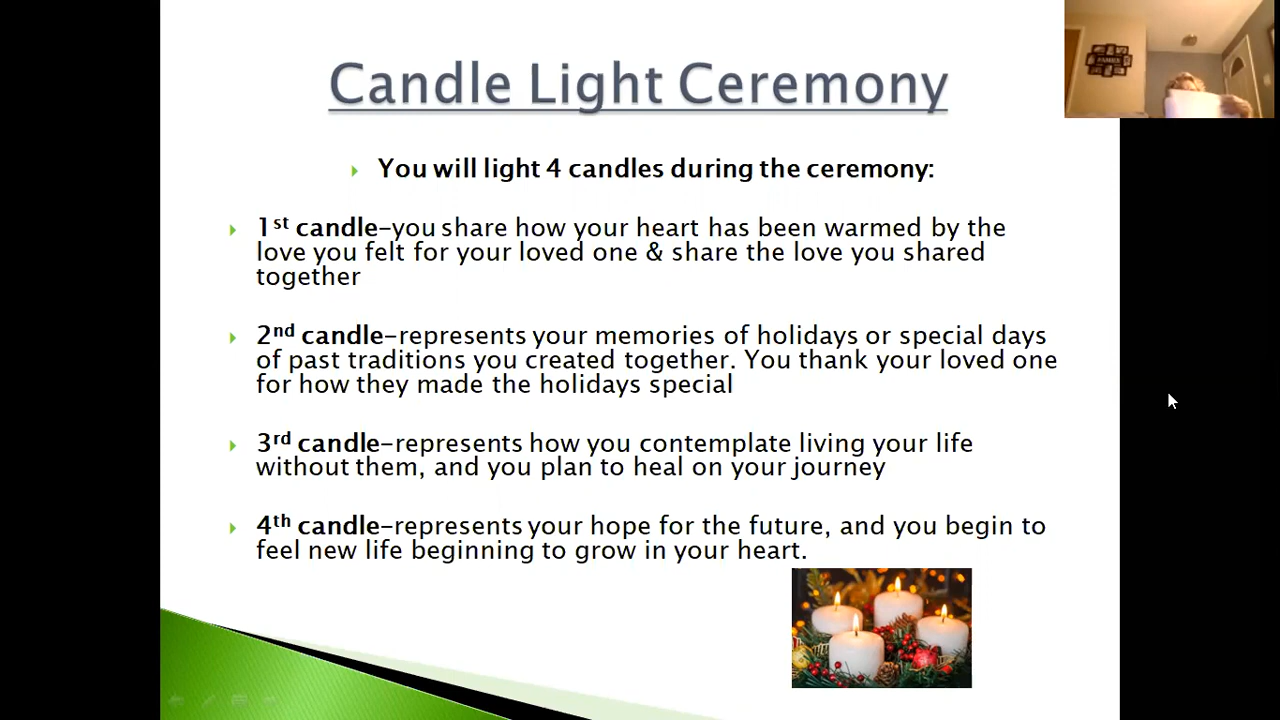 Candle Light Ceremony
You will light 4 candles during the ceremony:
1st candle-you share how your heart has been warmed by the
love you felt for your loved one & share the love you shared
together
2nd candle-represents your memories of holidays or special days
of past traditions you created together. You thank your loved one
for how they made the holidays special
3rd candle-represents how you contemplate living your life
without them, and you plan to heal on your journey
4th candle-represents your hope for the future, and you begin to
feel new life beginning to grow in your heart.
FAMILY